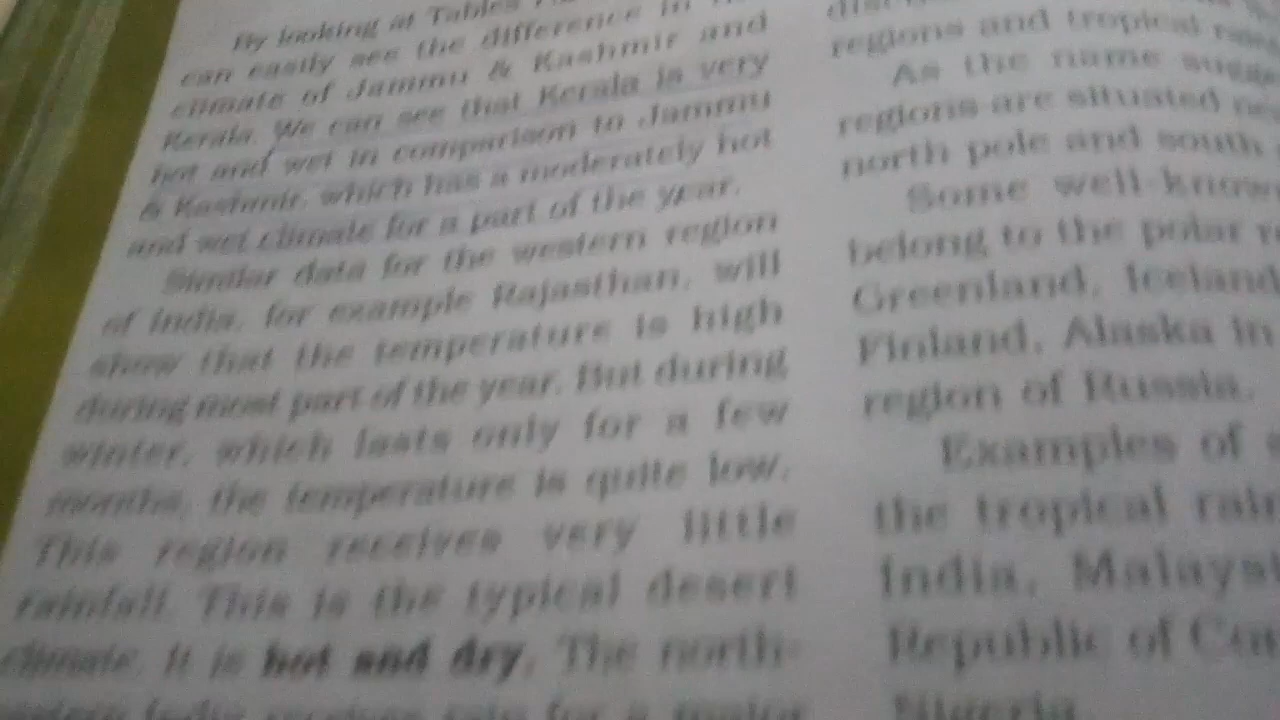 By looking at Tables
can easily see the difference in
climate of Jammu & Kashmir and
Kerala. We can see that Kerala is very
hot and wet in comparison to Jammu
& Kashmir, which has a moderately hot
and wet climate for a part of the year.
Similar data for the western region
of India, for example Rajasthan, will
show that the temperature is high
during most part of the year. But during
winter, which lasts only for a few
months, the temperature is quite low.
This region receives very little
rainfall. This is the typical desert
climate. It is hot and dry. The north-
India receives rain for a major
regions and tropical
As the name
regions are situated
north pole and south
Some well-known
belong to the polar
Greenland, Iceland
Finland, Alaska in
region of Russia.
Examples of
the tropical
India,
Republic of
Nigeria.